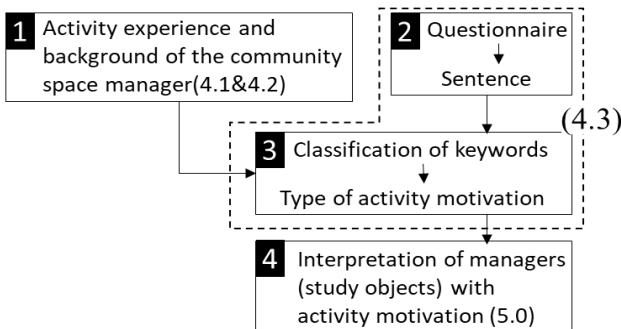 1 Activity experience and
background of the community
space manager(4.1&4.2)
2 Questionnaire
Sentence
(4.3)
3 Classification of keywords
Type of activity motivation
4 Interpretation of managers
(study objects) with
activity motivation (5.0)